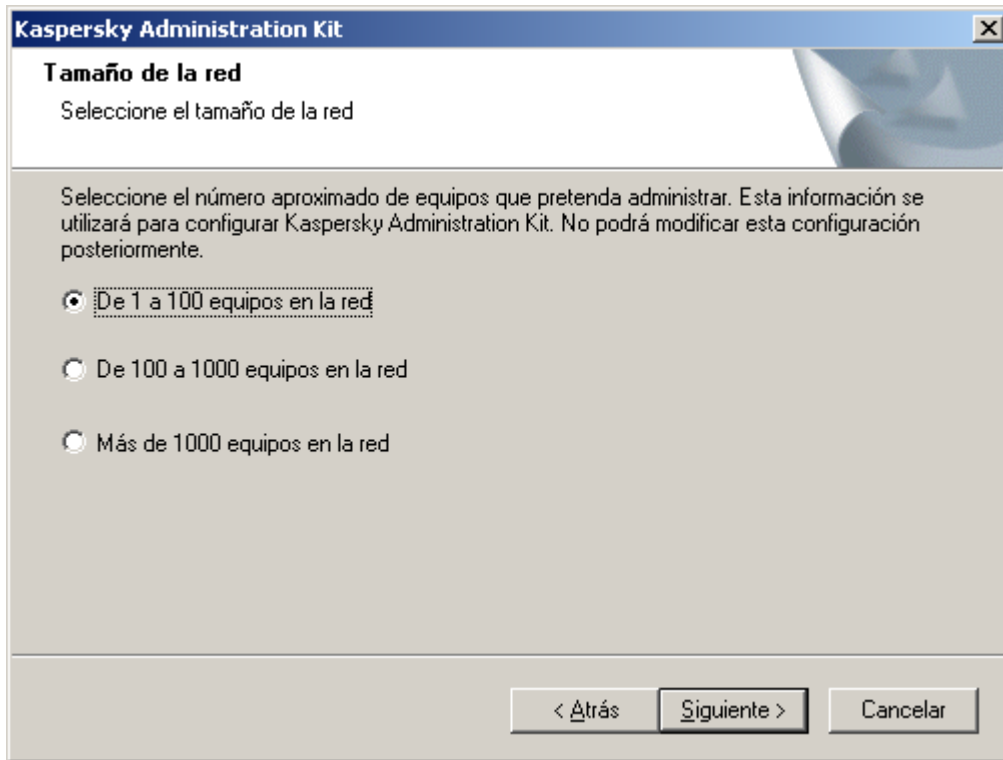 Kaspersky Administration Kit
Tamaño de la red
Seleccione el tamaño de la red
Seleccione el número aproximado de equipos que pretenda administrar. Esta información se
utilizará para configurar Kaspersky Administration Kit. No podrá modificar esta configuración
posteriormente.
De 1 a 100 equipos en la red
De 100 a 1000 equipos en la red
Más de 1000 equipos en la red
< Atrás Siguiente > Cancelar